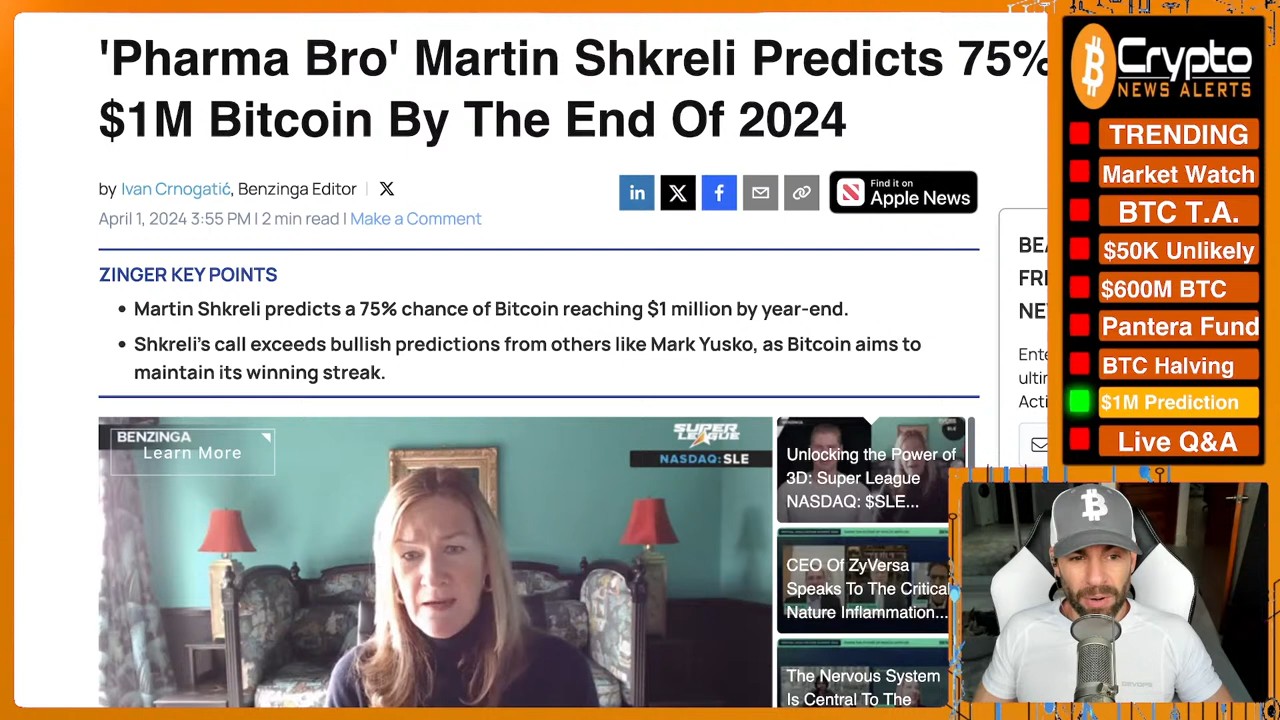 'Pharma Bro' Martin Shkreli Predicts 75%
$1M Bitcoin By The End Of 2024
by Ivan Crnogatić, Benzinga Editor
April 1, 2024 3:55 PM | 2 min read | Make a Comment
in
X
f
Find it on
Apple News
ZINGER KEY POINTS
• Martin Shkreli predicts a 75% chance of Bitcoin reaching $1 million by year-end.
• Shkreli's call exceeds bullish predictions from others like Mark Yusko, as Bitcoin aims to
maintain its winning streak.
BENZINGA
Learn More
SUPER
LEAGUE
NASDAQ:SLE
Unlocking the Power of
3D: Super League
NASDAQ: $SLE...
CEO Of ZyVersa
Speaks To The Critical
Nature Inflammation...
The Nervous System
Is Central To The
Crypto
NEWS ALERTS
TRENDING
Market Watch
BTC T.A.
$50K Unlikely
$600M BTC
Pantera Fund
BTC Halving
$1M Prediction
Live Q&A